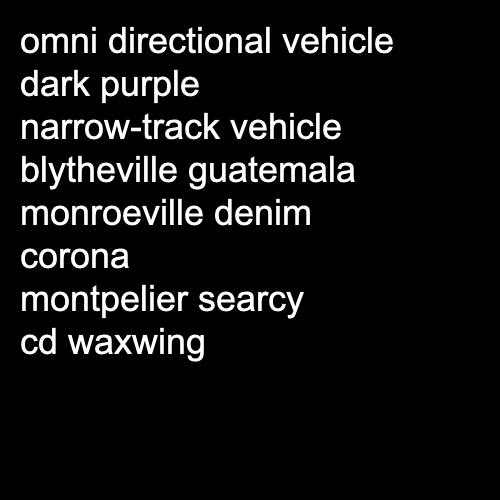 omni directional vehicle
dark purple
narrow-track vehicle
blytheville guatemala
monroeville denim
corona
montpelier searcy
cd waxwing